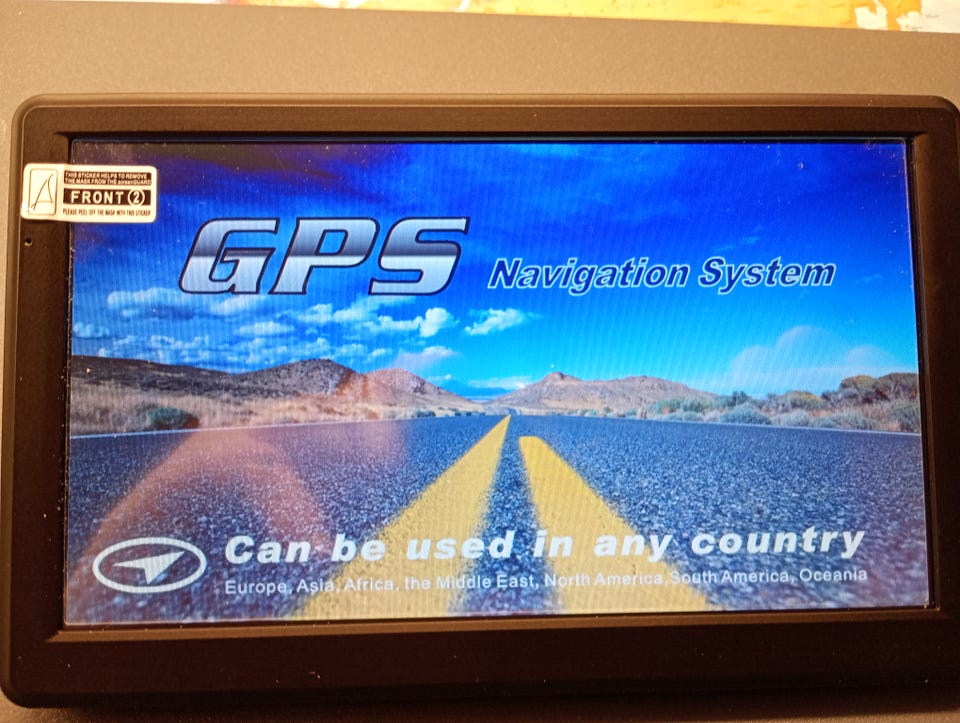 THIS STICKER HELPS TO REMOVE
THE MASK FROM THE screenGUARD
FRONT 2
PLEASE PEEL OFF THE MASK WITH THIS STICKER
GPS Navigation System
Can be used in any country
Europe, Asia, Africa, the Middle East, North America, South America, Oceania